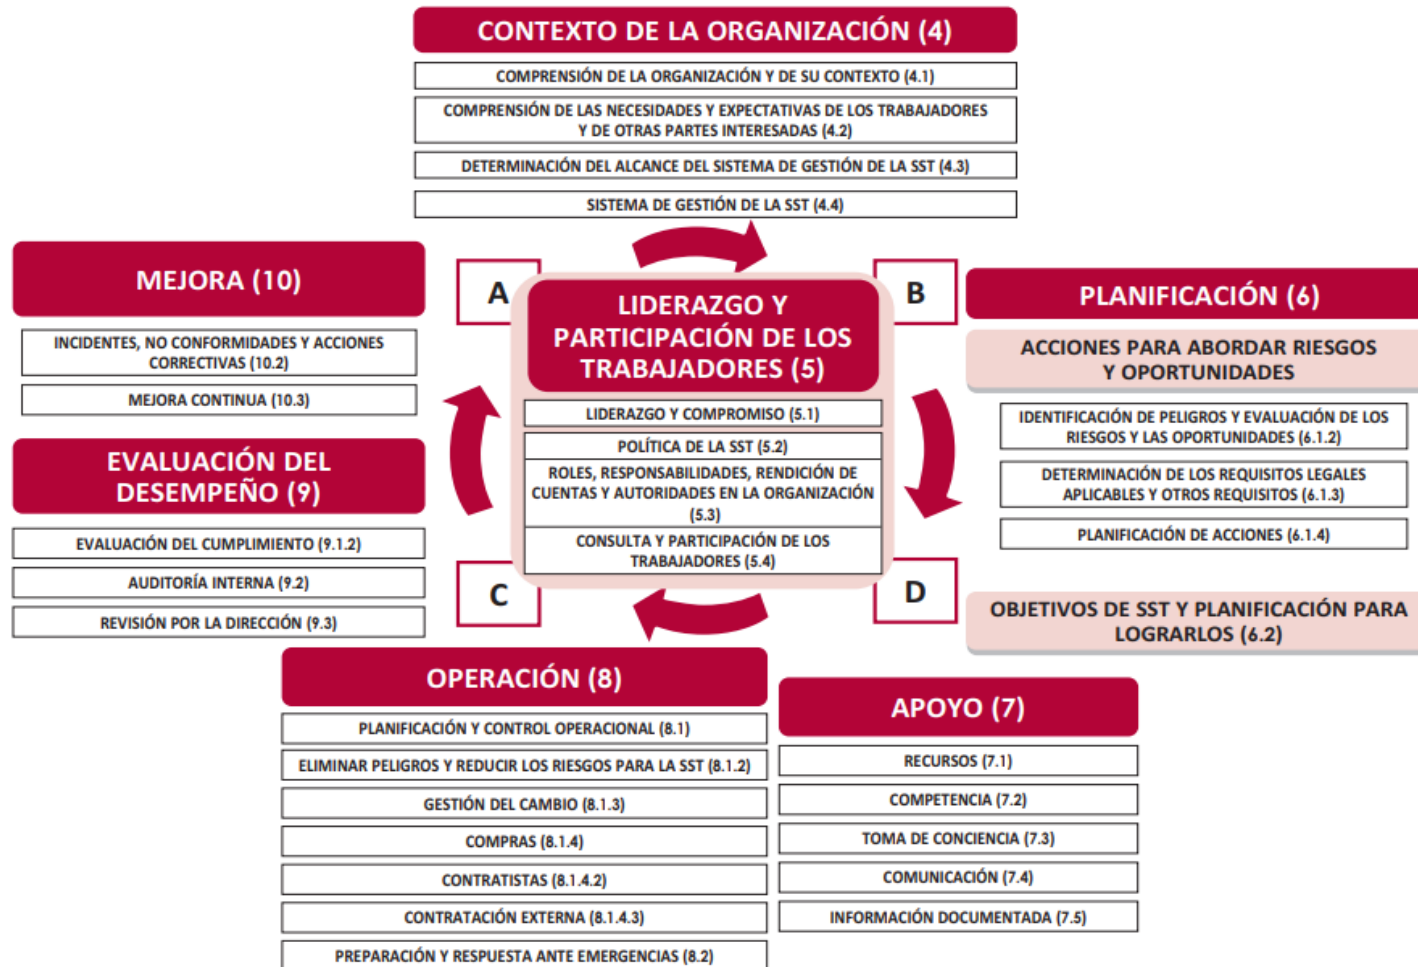 CONTEXTO DE LA ORGANIZACIÓN (4)
COMPRENSIÓN DE LA ORGANIZACIÓN Y DE SU CONTEXTO (4.1)
COMPRENSIÓN DE LAS NECESIDADES Y EXPECTATIVAS DE LOS TRABAJADORES
Y DE OTRAS PARTES INTERESADAS (4.2)
DETERMINACIÓN DEL ALCANCE DEL SISTEMA DE GESTIÓN DE LA SST (4.3)
SISTEMA DE GESTIÓN DE LA SST (4.4)
MEJORA (10)
INCIDENTES, NO CONFORMIDADES Y ACCIONES
CORRECTIVAS (10.2)
MEJORA CONTINUA (10.3)
EVALUACIÓN DEL
DESEMPEÑO (9)
EVALUACIÓN DEL CUMPLIMIENTO (9.1.2)
AUDITORÍA INTERNA (9.2)
REVISIÓN POR LA DIRECCIÓN (9.3)
A
B
LIDERAZGO Y
PARTICIPACIÓN DE LOS
TRABAJADORES (5)
LIDERAZGO Y COMPROMISO (5.1)
POLÍTICA DE LA SST (5.2)
ROLES, RESPONSABILIDADES, RENDICIÓN DE
CUENTAS Y AUTORIDADES EN LA ORGANIZACIÓN
(5.3)
CONSULTA Y PARTICIPACIÓN DE LOS
TRABAJADORES (5.4)
C
D
PLANIFICACIÓN (6)
ACCIONES PARA ABORDAR RIESGOS
Y OPORTUNIDADES
IDENTIFICACIÓN DE PELIGROS Y EVALUACIÓN DE LOS
RIESGOS Y LAS OPORTUNIDADES (6.1.2)
DETERMINACIÓN DE LOS REQUISITOS LEGALES
APLICABLES Y OTROS REQUISITOS (6.1.3)
PLANIFICACIÓN DE ACCIONES (6.1.4)
OBJETIVOS DE SST Y PLANIFICACIÓN PARA
LOGRARLOS (6.2)
OPERACIÓN (8)
PLANIFICACIÓN Y CONTROL OPERACIONAL (8.1)
ELIMINAR PELIGROS Y REDUCIR LOS RIESGOS PARA LA SST (8.1.2)
GESTIÓN DEL CAMBIO (8.1.3)
COMPRAS (8.1.4)
CONTRATISTAS (8.1.4.2)
CONTRATACIÓN EXTERNA (8.1.4.3)
PREPARACIÓN Y RESPUESTA ANTE EMERGENCIAS (8.2)
APOYO (7)
RECURSOS (7.1)
COMPETENCIA (7.2)
TOMA DE CONCIENCIA (7.3)
COMUNICACIÓN (7.4)
INFORMACIÓN DOCUMENTADA (7.5)